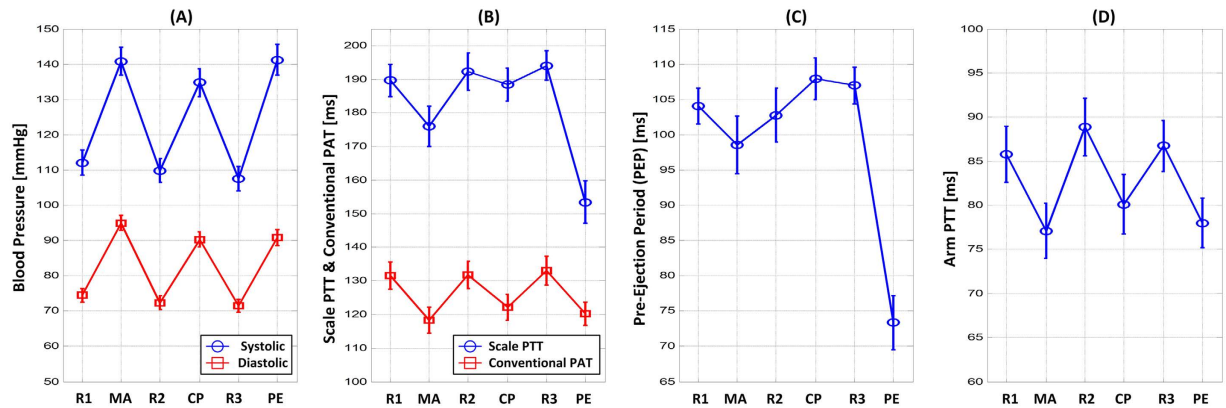 (A)
Blood Pressure [mmHg]
150
140
130
120
110
100
90
80
70
60
50
Systolic
Diastolic
R1 MA R2 CP R3 PE
(B)
Scale PTT & Conventional PAT [ms]
200
190
180
170
160
150
140
130
120
110
100
Scale PTT
Conventional PAT
R1 MA R2 CP R3 PE
(C)
Pre-Ejection Period (PEP) [ms]
115
110
105
100
95
90
85
80
75
70
65
R1 MA R2 CP R3 PE
(D)
Arm PTT [ms]
100
95
90
85
80
75
70
65
60
R1 MA R2 CP R3 PE